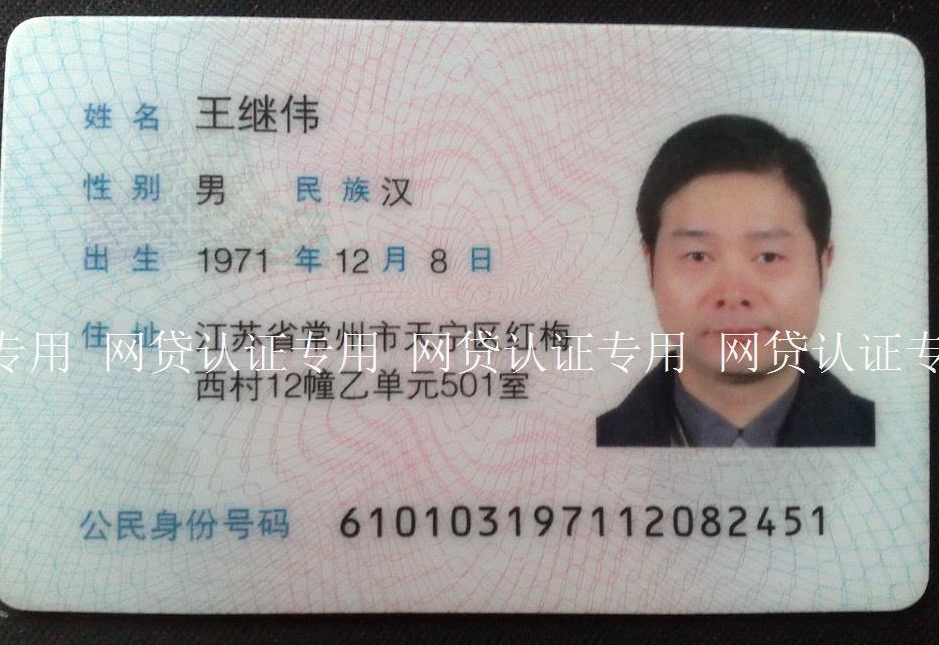 姓名 王继伟
性别 男 民族 汉
出生 1971 年 12 月 8 日
住址 江苏省常州市天宁区红梅
专用 网贷认证专用 网贷认证专用 网贷认证专
西村12幢乙单元501室
公民身份号码 610103197112082451